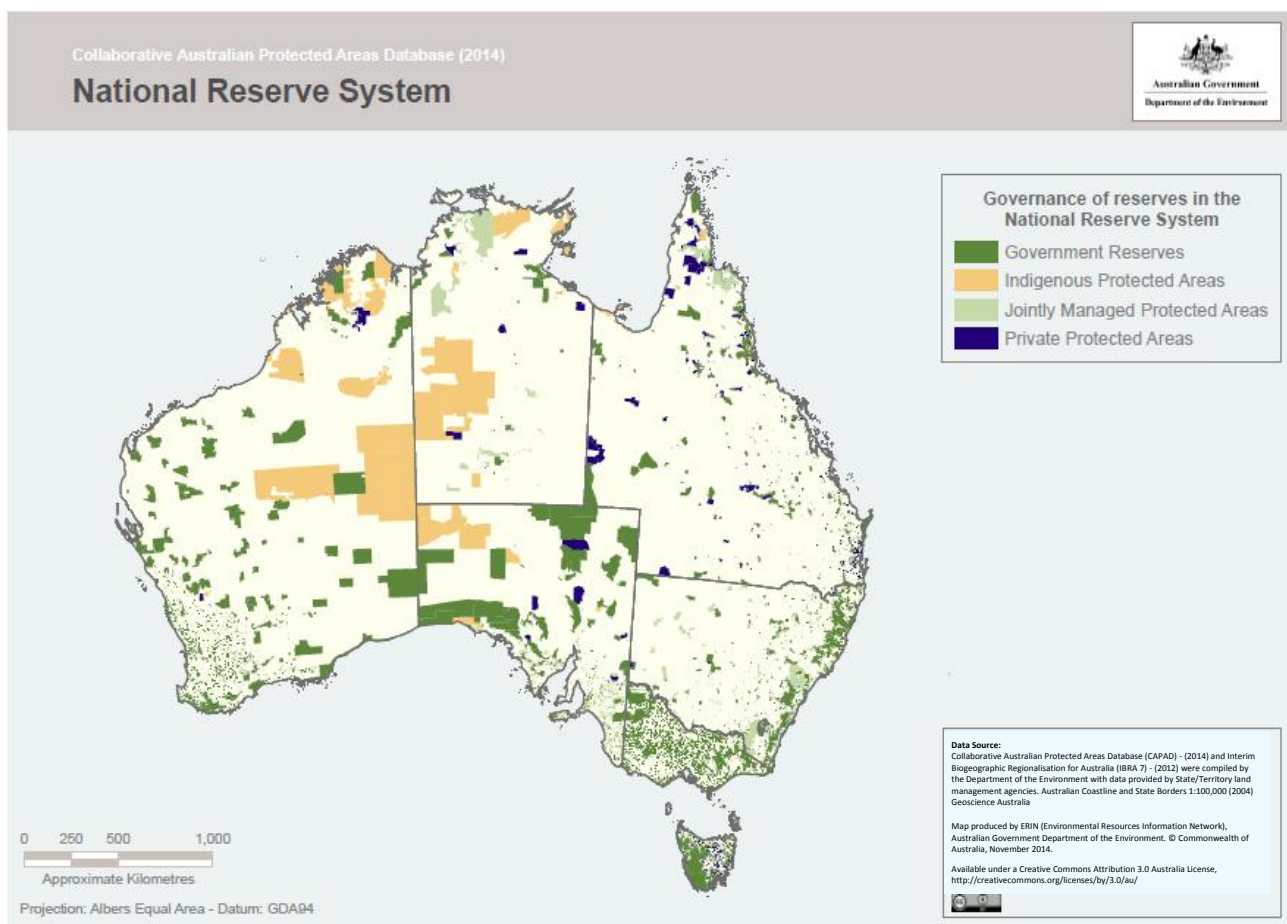 Collaborative Australian Protected Areas Database (2014)
National Reserve System
Australian Government
Department of the Environment
Governance of reserves in the
National Reserve System
Government Reserves
Indigenous Protected Areas
Jointly Managed Protected Areas
Private Protected Areas
Data Source:
Collaborative Australian Protected Areas Database (CAPAD) - (2014) and Interim
Biogeographic Regionalisation for Australia (IBRA 7) - (2012) were compiled by
the Department of the Environment with data provided by State/Territory land
management agencies. Australian Coastline and State Borders 1:100,000 (2004)
Geoscience Australia
Map produced by ERIN (Environmental Resources Information Network),
Australian Government Department of the Environment. © Commonwealth of
Australia, November 2014.
Available under a Creative Commons Attribution 3.0 Australia License,
http://creativecommons.org/licenses/by/3.0/au/
0 250 500 1,000
Approximate Kilometres
Projection: Albers Equal Area - Datum: GDA94